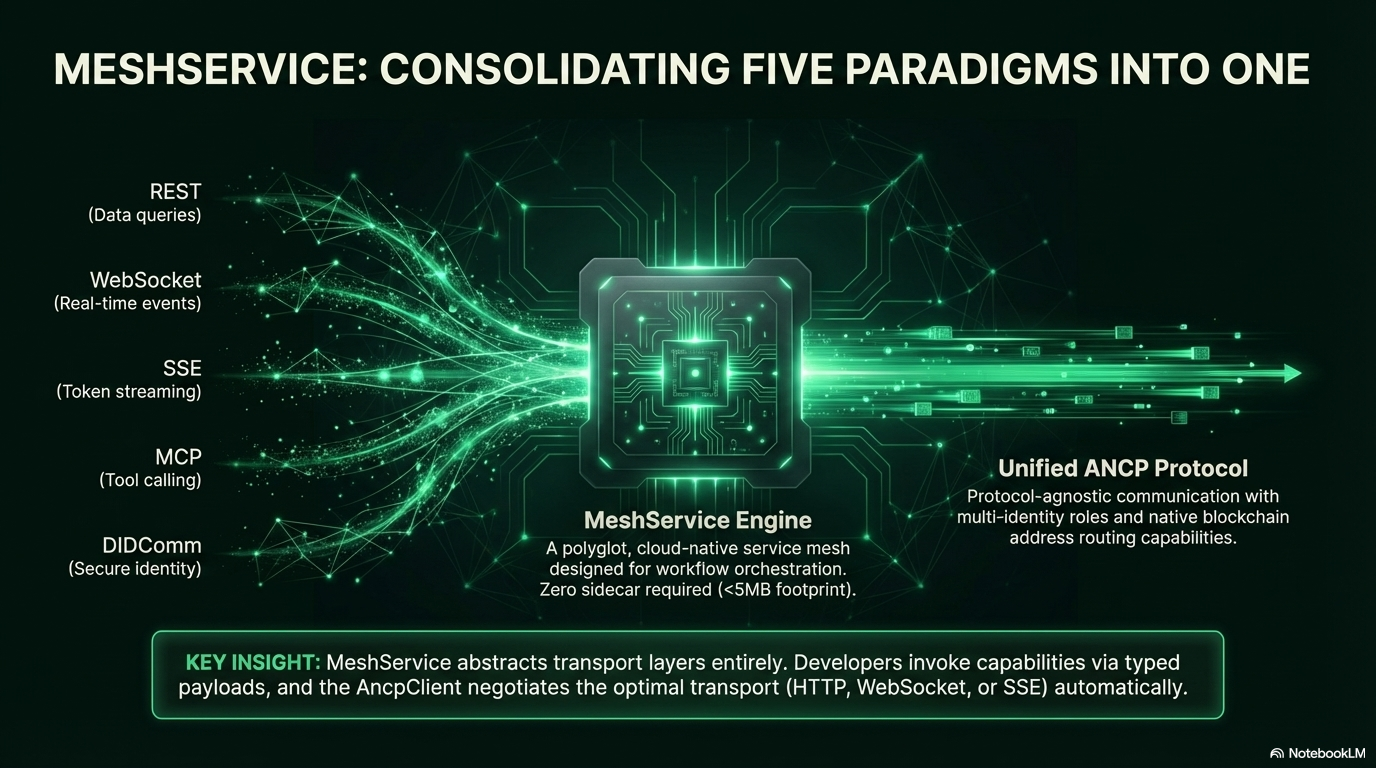 MESHSERVICE: CONSOLIDATING FIVE PARADIGMS INTO ONE
REST
(Data queries)
WebSocket
(Real-time events)
SSE
(Token streaming)
MCP
(Tool calling)
DIDComm
(Secure identity)
MeshService Engine
A polyglot, cloud-native service mesh
designed for workflow orchestration.
Zero sidecar required (<5MB footprint).
Unified ANCP Protocol
Protocol-agnostic communication with
multi-identity roles and native blockchain
address routing capabilities.
KEY INSIGHT: MeshService abstracts transport layers entirely. Developers invoke capabilities via typed
payloads, and the AncpClient negotiates the optimal transport (HTTP, WebSocket, or SSE) automatically.
NotebookLM